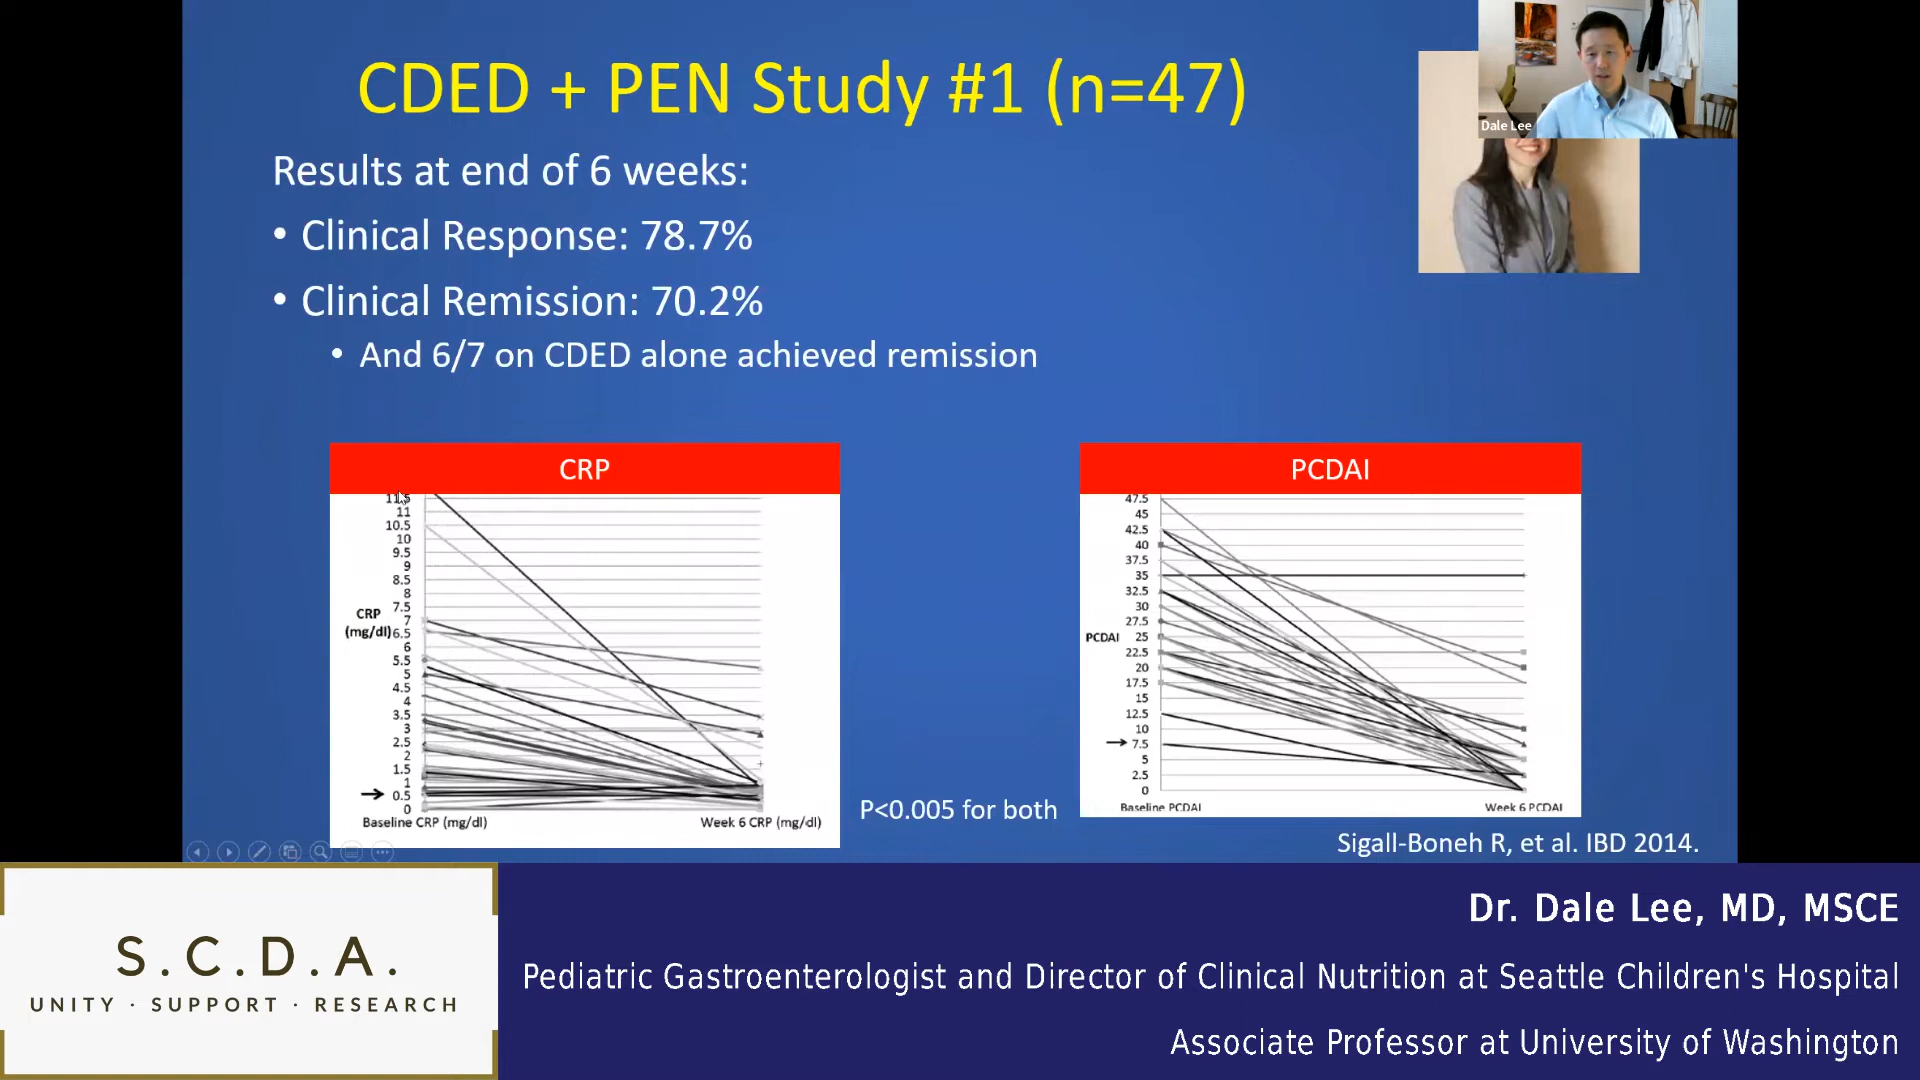 CDED + PEN Study #1 (n=47)
Dale Lee
Results at end of 6 weeks:
• Clinical Response: 78.7%
• Clinical Remission: 70.2%
• And 6/7 on CDED alone achieved remission
CRP
11.5
11
10.5
10
9.5
9
8.5
8
7.5
7
6.5
6
5.5
5
4.5
4
3.5
3
2.5
2
1.5
1
0.5
0
CRP
(mg/dl)
Baseline CRP (mg/dl)
Week 6 CRP (mg/dl)
P<0.005 for both
PCDAI
47.5
45
42.5
40
37.5
35
32.5
30
27.5
25
22.5
20
17.5
15
12.5
10
7.5
5
2.5
0
PCDAI
Baseline PCDAI
Week 6 PCDAI
Sigall-Boneh R, et al. IBD 2014.
S.C.D.A.
UNITY · SUPPORT · RESEARCH
Dr. Dale Lee, MD, MSCE
Pediatric Gastroenterologist and Director of Clinical Nutrition at Seattle Children's Hospital
Associate Professor at University of Washington